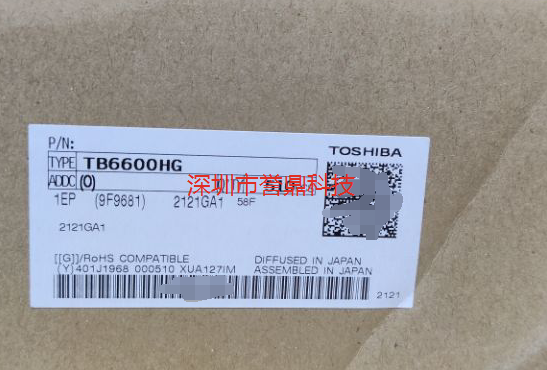 P/N:
TOSHIBA
TYPE TB6600HG
ADDC (O)
深圳市誉鼎科技
1EP (9F9681) 2121GA1 58F
2121GA1
[[G]]/RoHS COMPATIBLE DIFFUSED IN JAPAN
(Y)401J1968 000510 XUA127IM ASSEMBLED IN JAPAN
2121